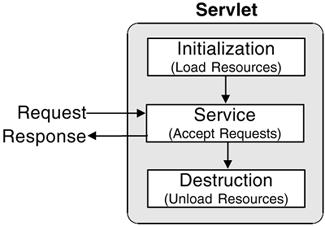 Servlet
Initialization
(Load Resources)
Request
Response
Service
(Accept Requests)
Destruction
(Unload Resources)